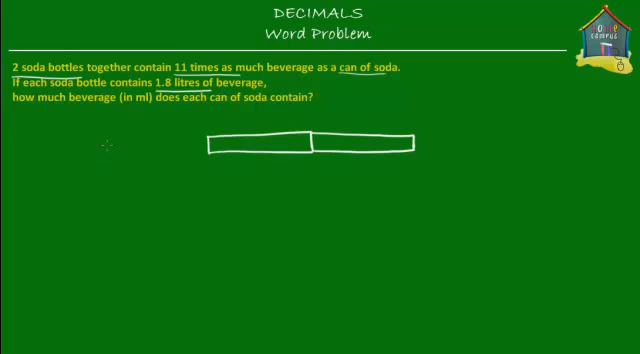 DECIMALS
Word Problem
home
campus
2 soda bottles together contain 11 times as much beverage as a can of soda.
If each soda bottle contains 1.8 litres of beverage,
how much beverage (in ml) does each can of soda contain?